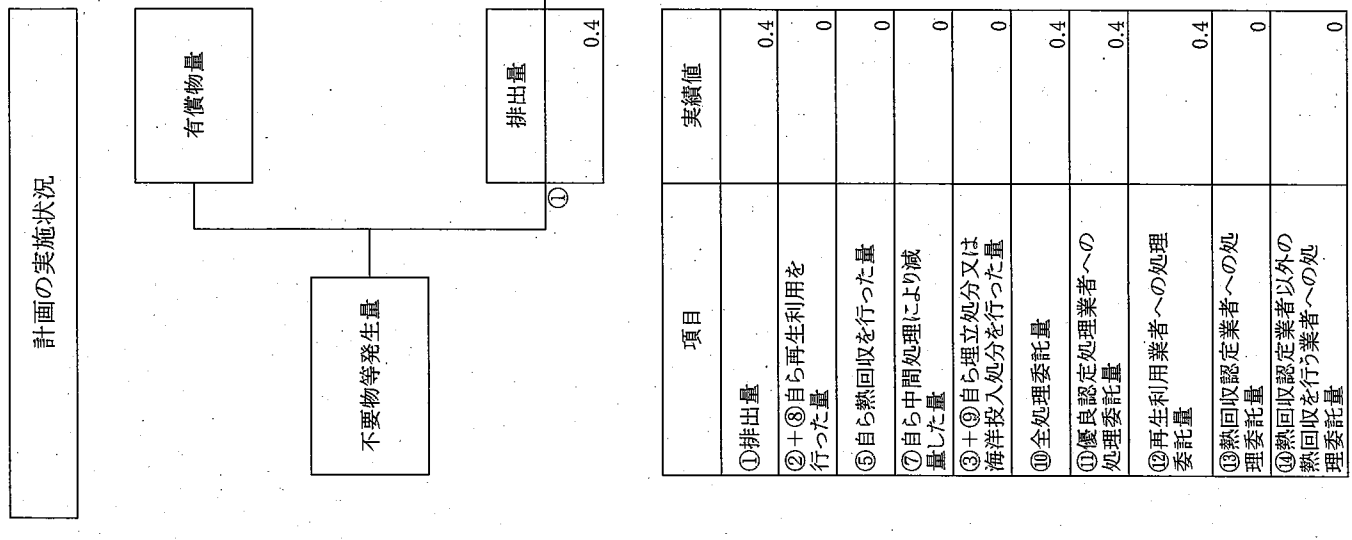 計画の実施状況
有償物量
不要物等発生量
排出量
①
0.4
項目
実績値
①排出量
0.4
②+⑧自ら再生利用を
行った量
0
⑤自ら熱回収を行った量
0
⑦自ら中間処理により減
量した量
0
③+⑨自ら埋立処分又は
海洋投入処分を行った量
0
⑩全処理委託量
0.4
⑪優良認定処理業者への
処理委託量
0.4
⑫再生利用業者への処理
委託量
0.4
⑬熱回収認定業者への処
理委託量
0
⑭熱回収認定業者以外の
熱回収を行う業者への処
理委託量
0